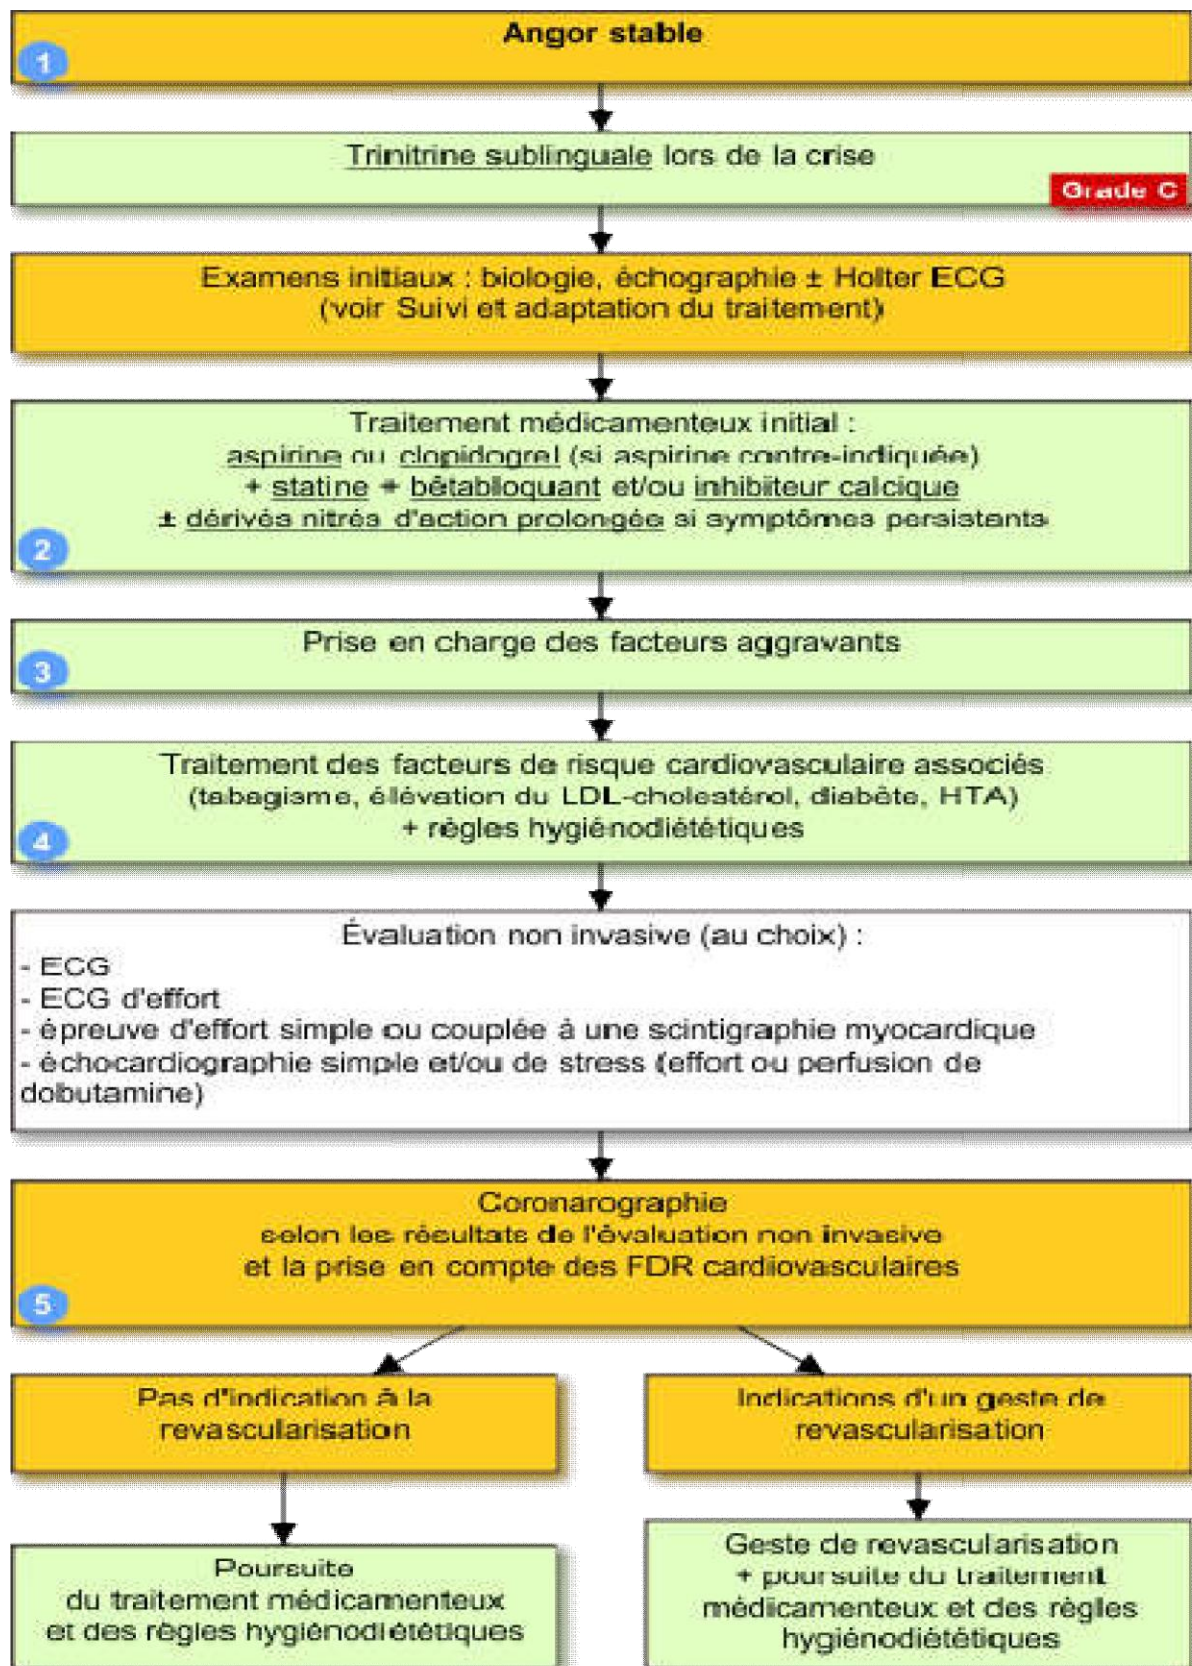 Angor stable
1
Trinitrine sublinguale lors de la crise
Grade C
Examens initiaux : biologie, échographie ± Holter ECG
(voir Suivi et adaptation du traitement)
Traitement médicamenteux initial :
aspirine ou clopidogrel (si aspirine contre-indiquée)
+ statine + bêtabloquant et/ou inhibiteur calcique
± dérivés nitrés d'action prolongée si symptômes persistants
2
Prise en charge des facteurs aggravants
3
Traitement des facteurs de risque cardiovasculaire associés
(tabagisme, élévation du LDL-cholestérol, diabète, HTA)
+ règles hygiénodiététiques
4
Évaluation non invasive (au choix) :
- ECG
- ECG d'effort
- épreuve d'effort simple ou couplée à une scintigraphie myocardique
- échocardiographie simple et/ou de stress (effort ou perfusion de
dobutamine)
Coronarographie
selon les résultats de l'évaluation non invasive
et la prise en compte des FDR cardiovasculaires
5
Pas d'indication à la
revascularisation
Indications d'un geste de
revascularisation
Poursuite
du traitement médicamenteux
et des règles hygiénodiététiques
Geste de revascularisation
+ poursuite du traitement
médicamenteux et des règles
hygiénodiététiques